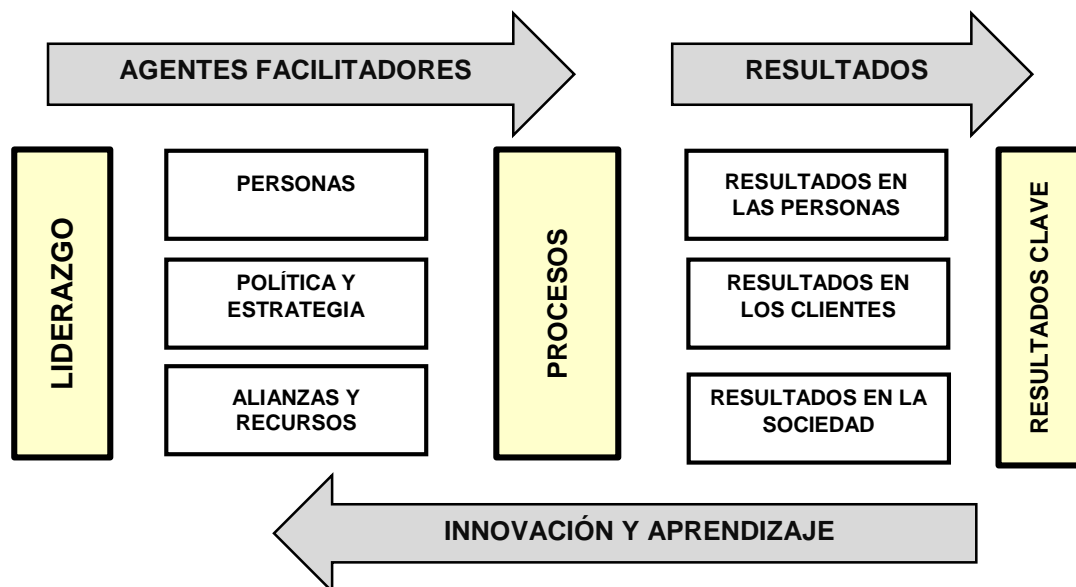 AGENTES FACILITADORES
RESULTADOS
LIDERAZGO
PERSONAS
POLÍTICA Y
ESTRATEGIA
ALIANZAS Y
RECURSOS
PROCESOS
RESULTADOS EN
LAS PERSONAS
RESULTADOS EN
LOS CLIENTES
RESULTADOS EN LA
SOCIEDAD
RESULTADOS CLAVE
INNOVACIÓN Y APRENDIZAJE